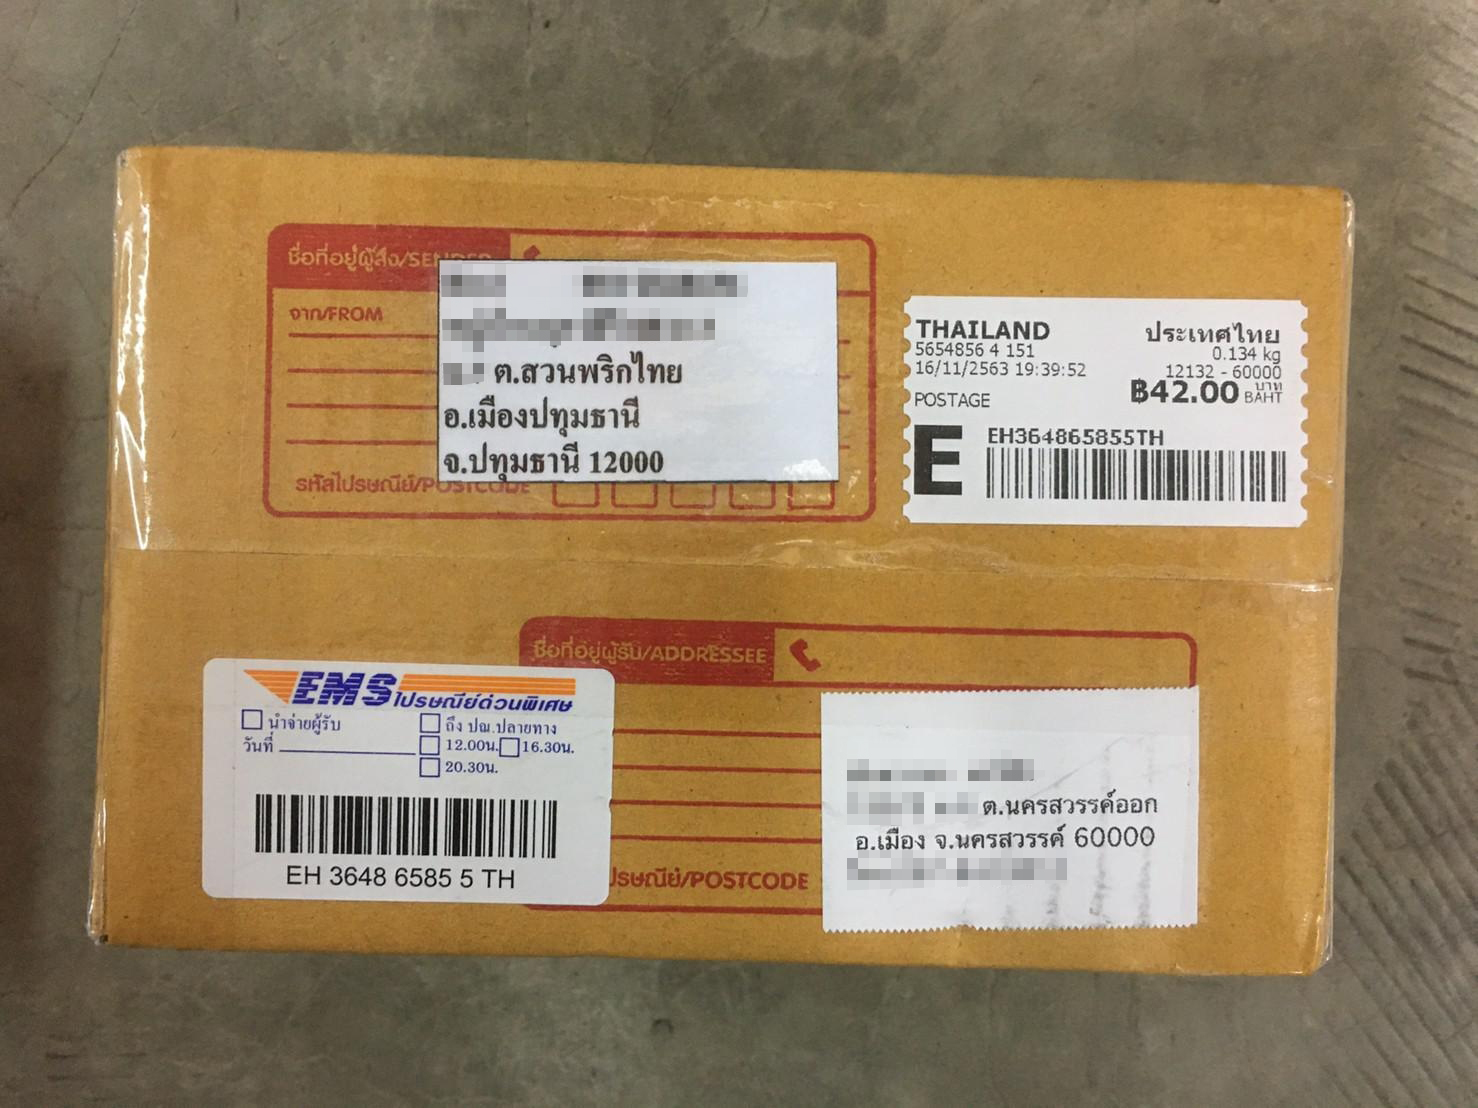 ชื่อที่อยู่ผู้ส่ง/SENDER
จาก/FROM
ต.สวนพริกไทย
อ.เมืองปทุมธานี
จ.ปทุมธานี 12000
รหัสไปรษณีย์/POSTCODE
THAILAND ประเทศไทย
5654856 4 151 0.134 kg
16/11/2563 19:39:52 12132 - 60000
POSTAGE ฿42.00 บาท BAHT
E EH364865855TH
ชื่อที่อยู่ผู้รับ/ADDRESSEE
EMS ไปรษณีย์ด่วนพิเศษ
นำจ่ายผู้รับ ถึง ปณ.ปลายทาง
วันที่ 12.00น. 16.30น.
20.30น.
EH 3648 6585 5 TH
ต.นครสวรรค์ออก
อ.เมือง จ.นครสวรรค์ 60000
ปรษณีย์/POSTCODE